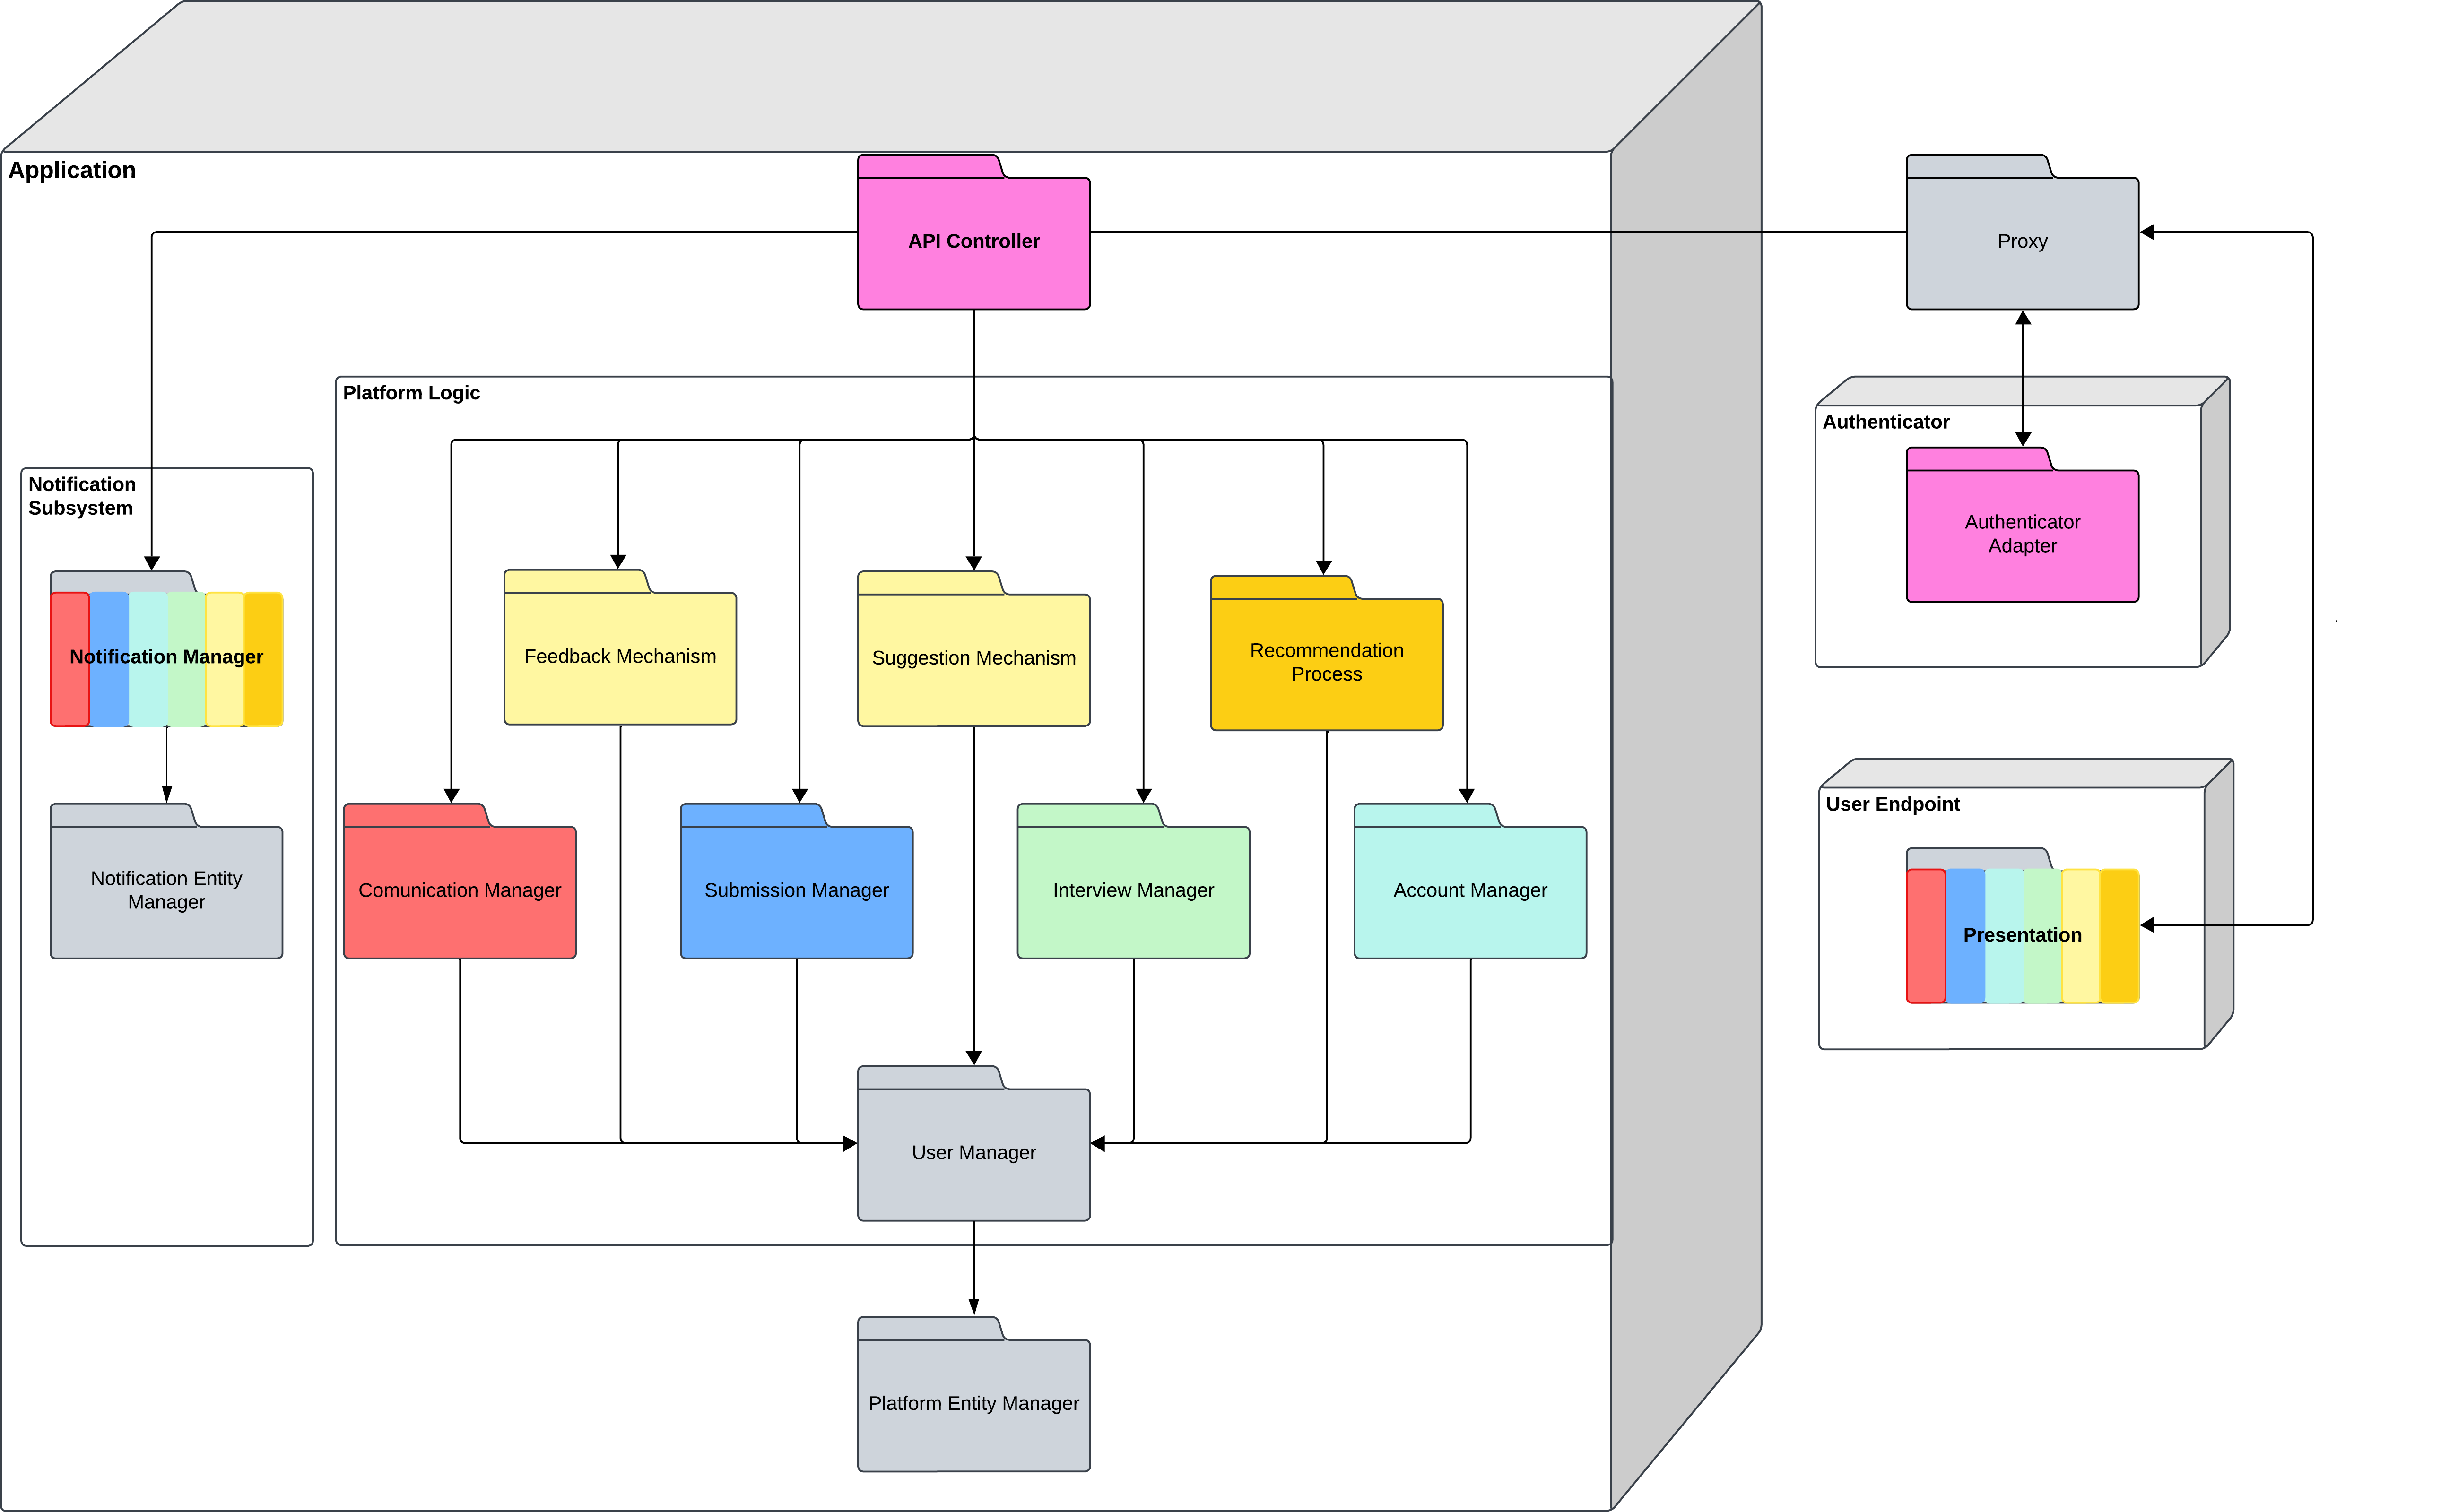 Application
API Controller
Proxy
Platform Logic
Authenticator
Notification
Subsystem
Authenticator
Adapter
Notification Manager
Feedback Mechanism
Suggestion Mechanism
Recommendation
Process
User Endpoint
Notification Entity
Manager
Comunication Manager
Submission Manager
Interview Manager
Account Manager
Presentation
User Manager
Platform Entity Manager